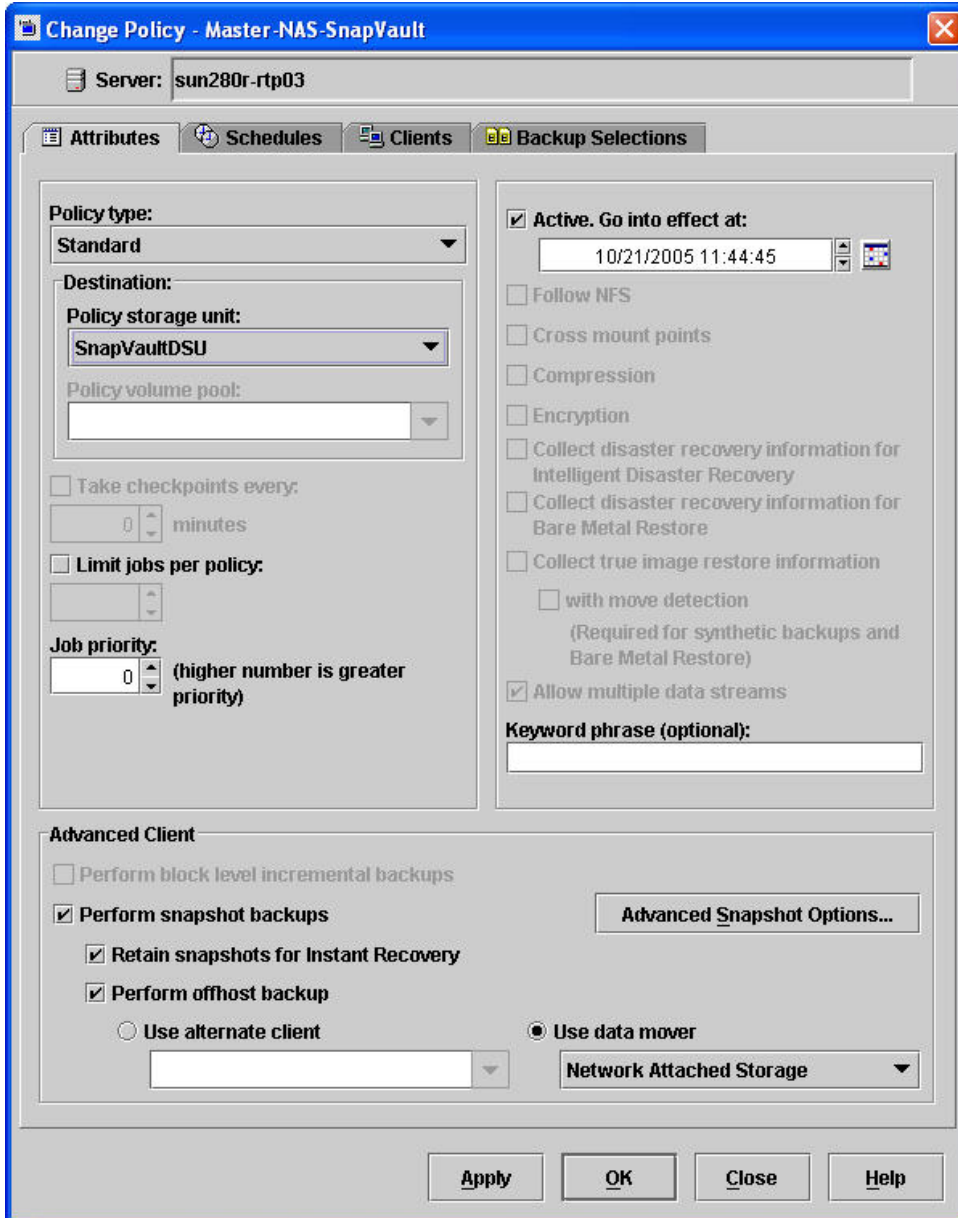 Change Policy - Master-NAS-SnapVault
Server: sun280r-rtp03
Attributes Schedules Clients Backup Selections
Policy type:
Standard
Destination:
Policy storage unit:
SnapVaultDSU
Policy volume pool:
Take checkpoints every:
0 minutes
Limit jobs per policy:
Job priority:
0 (higher number is greater
priority)
Active. Go into effect at:
10/21/2005 11:44:45
Follow NFS
Cross mount points
Compression
Encryption
Collect disaster recovery information for
Intelligent Disaster Recovery
Collect disaster recovery information for
Bare Metal Restore
Collect true image restore information
with move detection
(Required for synthetic backups and
Bare Metal Restore)
Allow multiple data streams
Keyword phrase (optional):
Advanced Client
Perform block level incremental backups
Perform snapshot backups
Advanced Snapshot Options...
Retain snapshots for Instant Recovery
Perform offhost backup
Use alternate client
Use data mover
Network Attached Storage
Apply OK Close Help